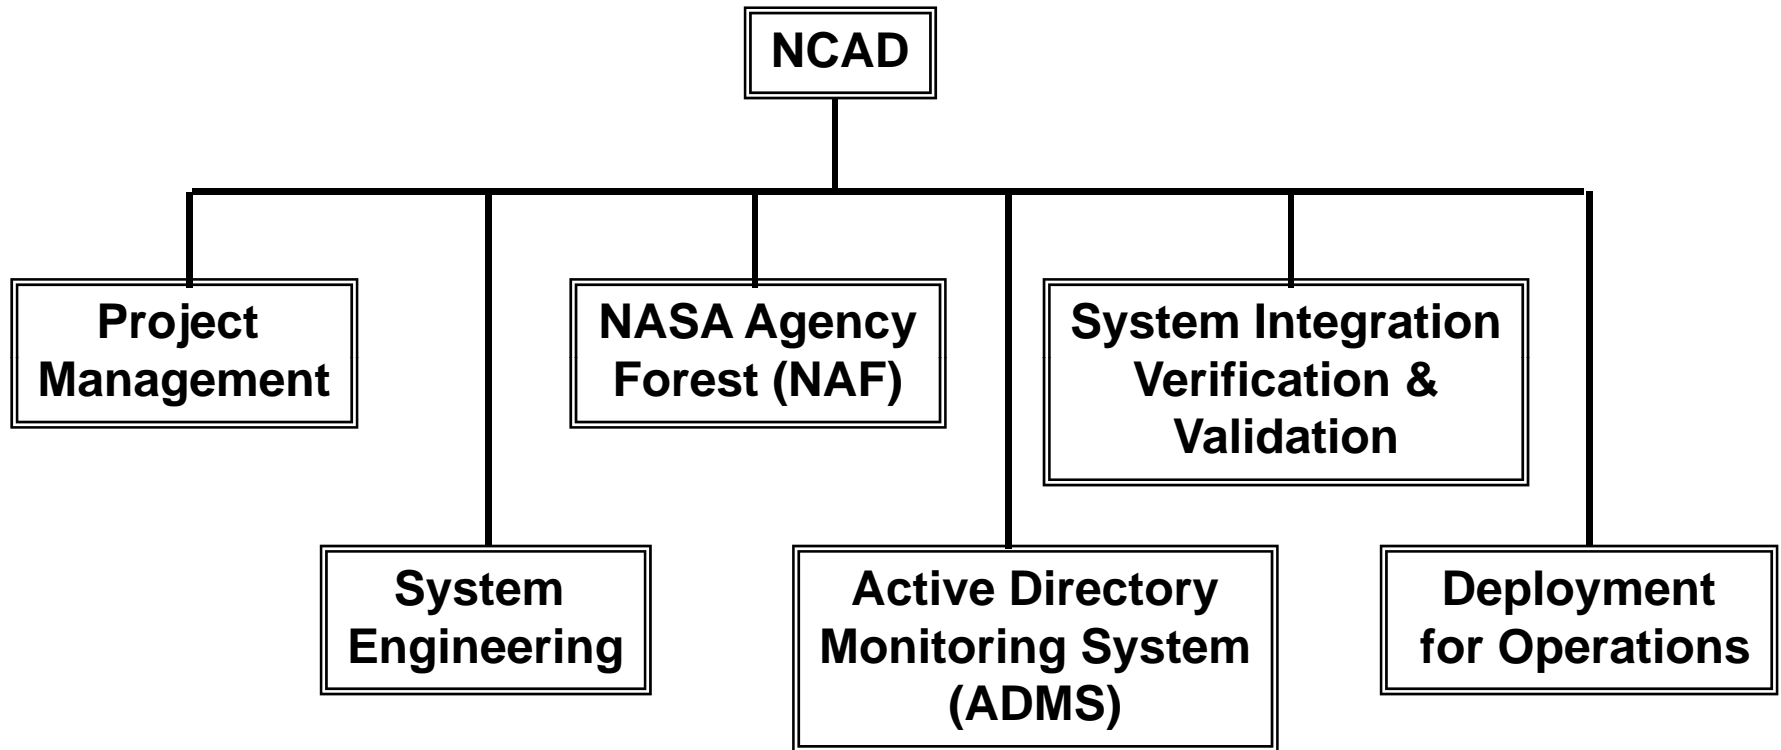 NCAD
Project
Management
NASA Agency
Forest (NAF)
System Integration
Verification &
Validation
System
Engineering
Active Directory
Monitoring System
(ADMS)
Deployment
for Operations